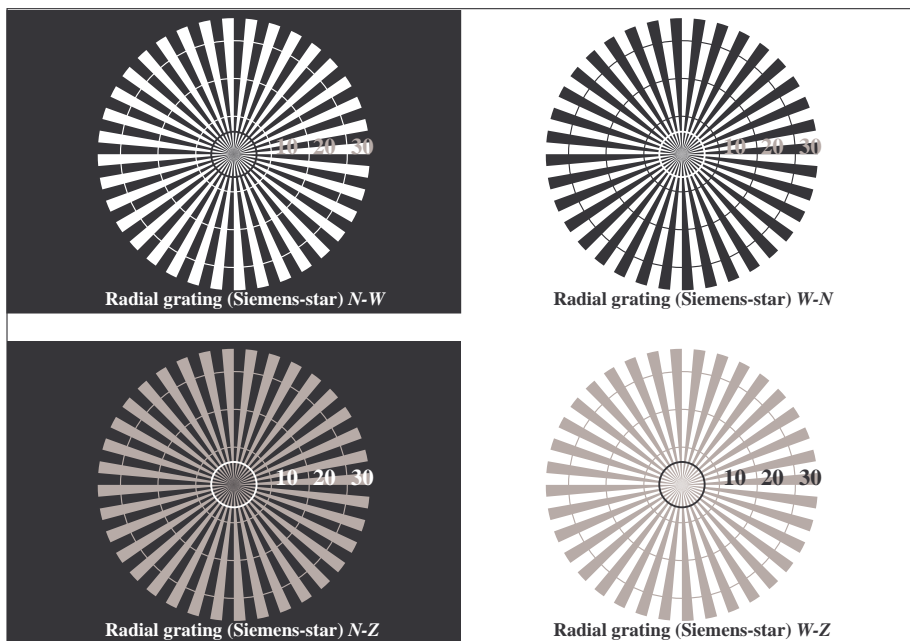 10 20 30
Radial grating (Siemens-star) N-W
10 20 30
Radial grating (Siemens-star) W-N
10 20 30
Radial grating (Siemens-star) N-Z
10 20 30
Radial grating (Siemens-star) W-Z